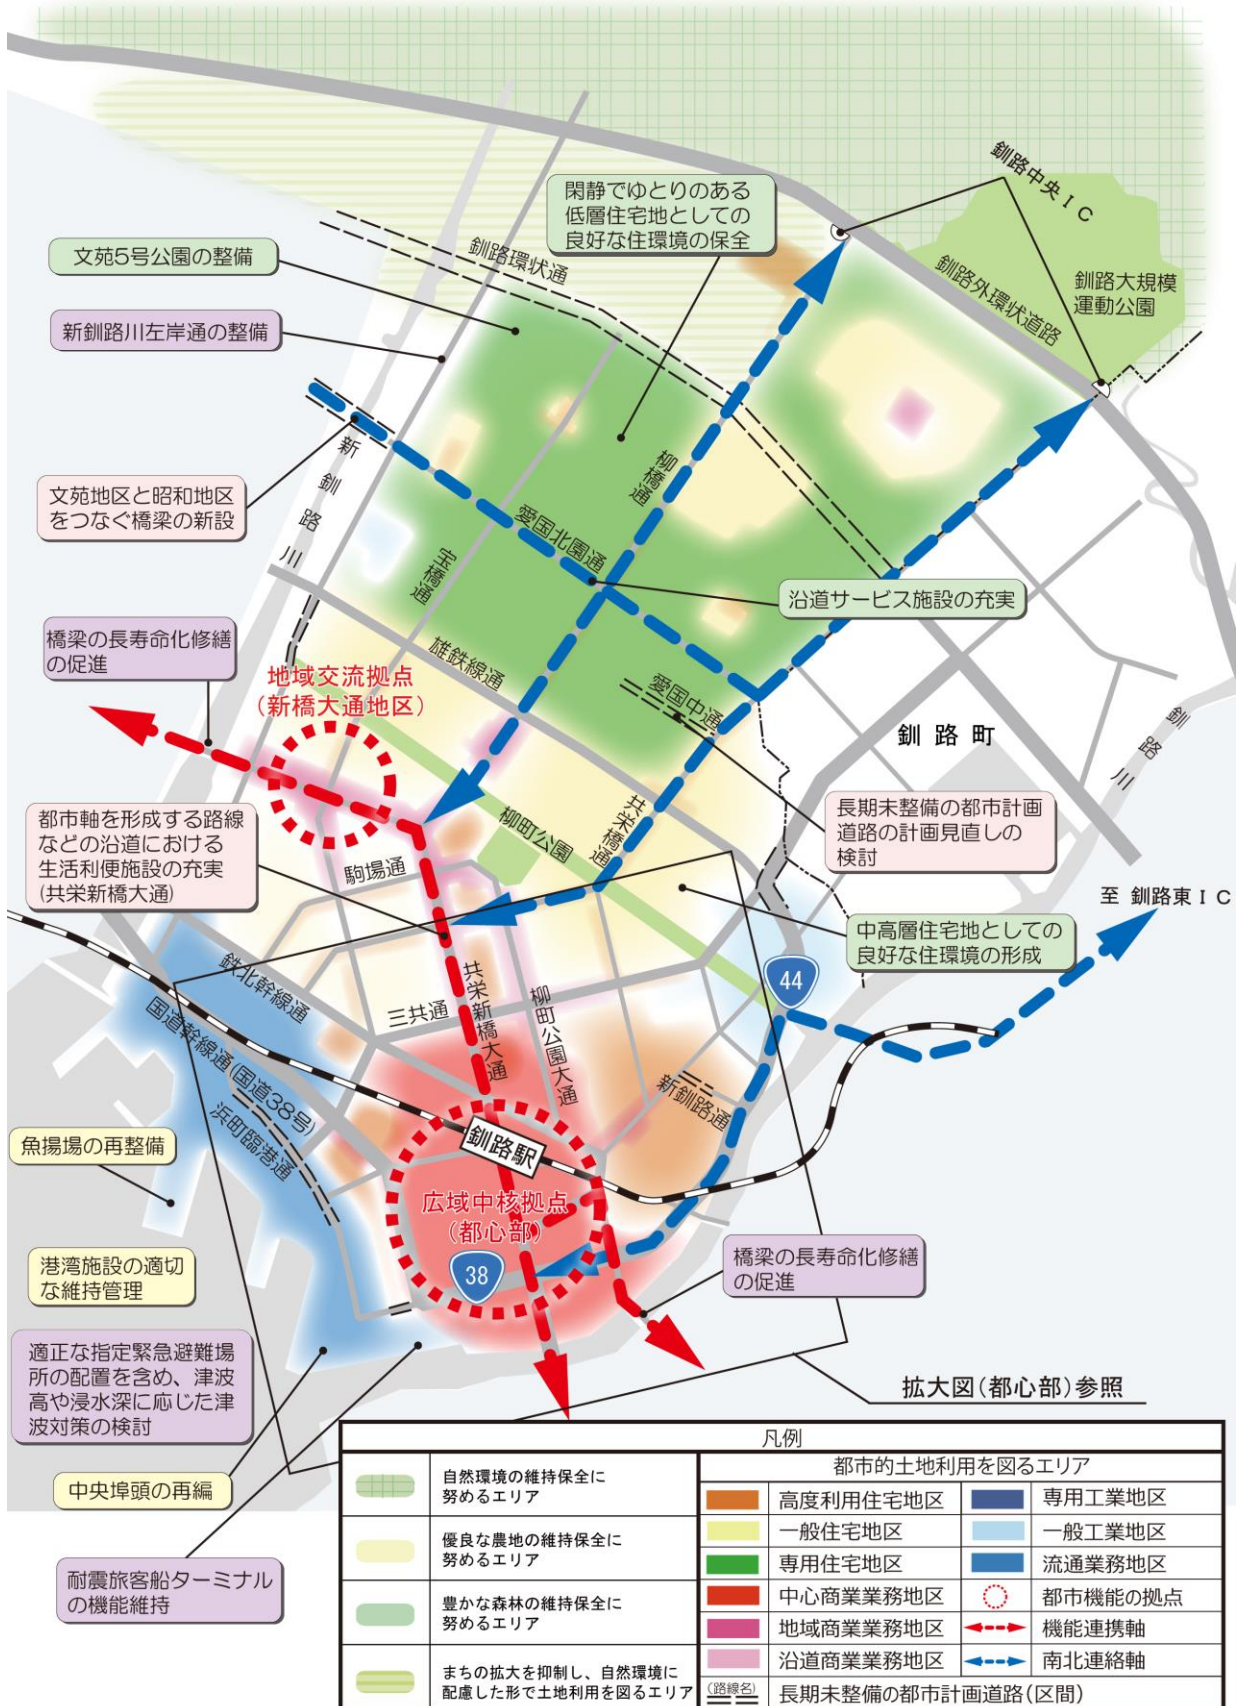 釧路中央ＩＣ
閑静でゆとりのある
低層住宅地としての
良好な住環境の保全
文苑5号公園の整備
釧路環状通
釧路外環状道路
釧路大規模
運動公園
新釧路川左岸通の整備
新釧路川
柳橋通
文苑地区と昭和地区
をつなぐ橋梁の新設
愛国北園通
宝橋通
沿道サービス施設の充実
橋梁の長寿命化修繕
の促進
雄鉄線通
地域交流拠点
(新橋大通地区)
愛国中通
釧路町
釧路川
都市軸を形成する路線
などの沿道における
生活利便施設の充実
(共栄新橋大通)
長期未整備の都市計画
道路の計画見直しの
検討
柳町公園
共栄橋通
駒場通
至 釧路東ＩＣ
中高層住宅地としての
良好な住環境の形成
44
鉄北幹線通
共栄新橋大通
柳町公園大通
三共通
国道幹線通(国道38号)
新釧路通
浜町臨港通
釧路駅
魚揚場の再整備
広域中核拠点
(都心部)
38
港湾施設の適切
な維持管理
橋梁の長寿命化修繕
の促進
適正な指定緊急避難場
所の配置を含め、津波
高や浸水深に応じた津
波対策の検討
拡大図(都心部)参照
中央埠頭の再編
耐震旅客船ターミナル
の機能維持
凡例
自然環境の維持保全に
努めるエリア
優良な農地の維持保全に
努めるエリア
豊かな森林の維持保全に
努めるエリア
まちの拡大を抑制し、自然環境に
配慮した形で土地利用を図るエリア
都市的土地利用を図るエリア
高度利用住宅地区
専用工業地区
一般住宅地区
一般工業地区
専用住宅地区
流通業務地区
中心商業業務地区
都市機能の拠点
地域商業業務地区
機能連携軸
沿道商業業務地区
南北連絡軸
(路線名)
長期未整備の都市計画道路(区間)